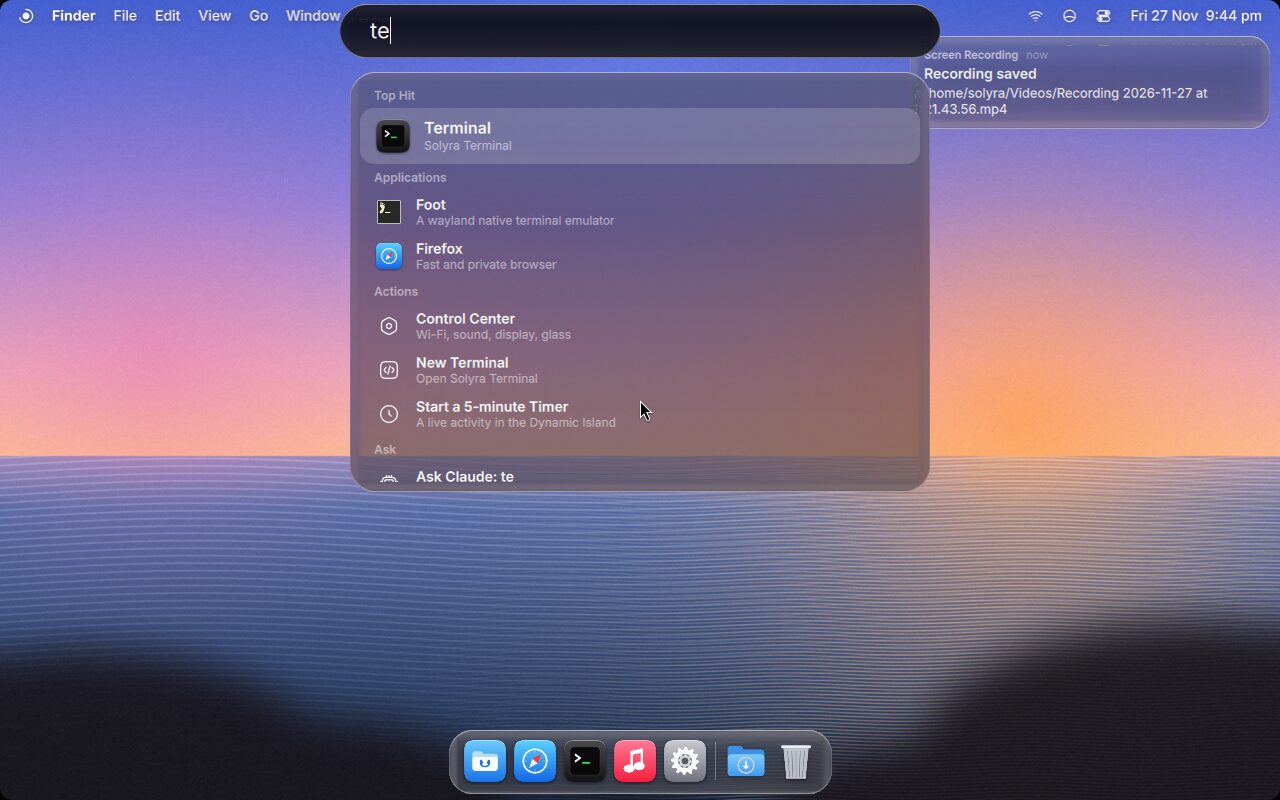 Finder File Edit View Go Window
Fri 27 Nov 9:44 pm
te
Screen Recording now
Recording saved
home/solyra/Videos/Recording 2026-11-27 at
21.43.56.mp4
Top Hit
Terminal
Solyra Terminal
Applications
Foot
A wayland native terminal emulator
Firefox
Fast and private browser
Actions
Control Center
Wi-Fi, sound, display, glass
New Terminal
Open Solyra Terminal
Start a 5-minute Timer
A live activity in the Dynamic Island
Ask
Ask Claude: te